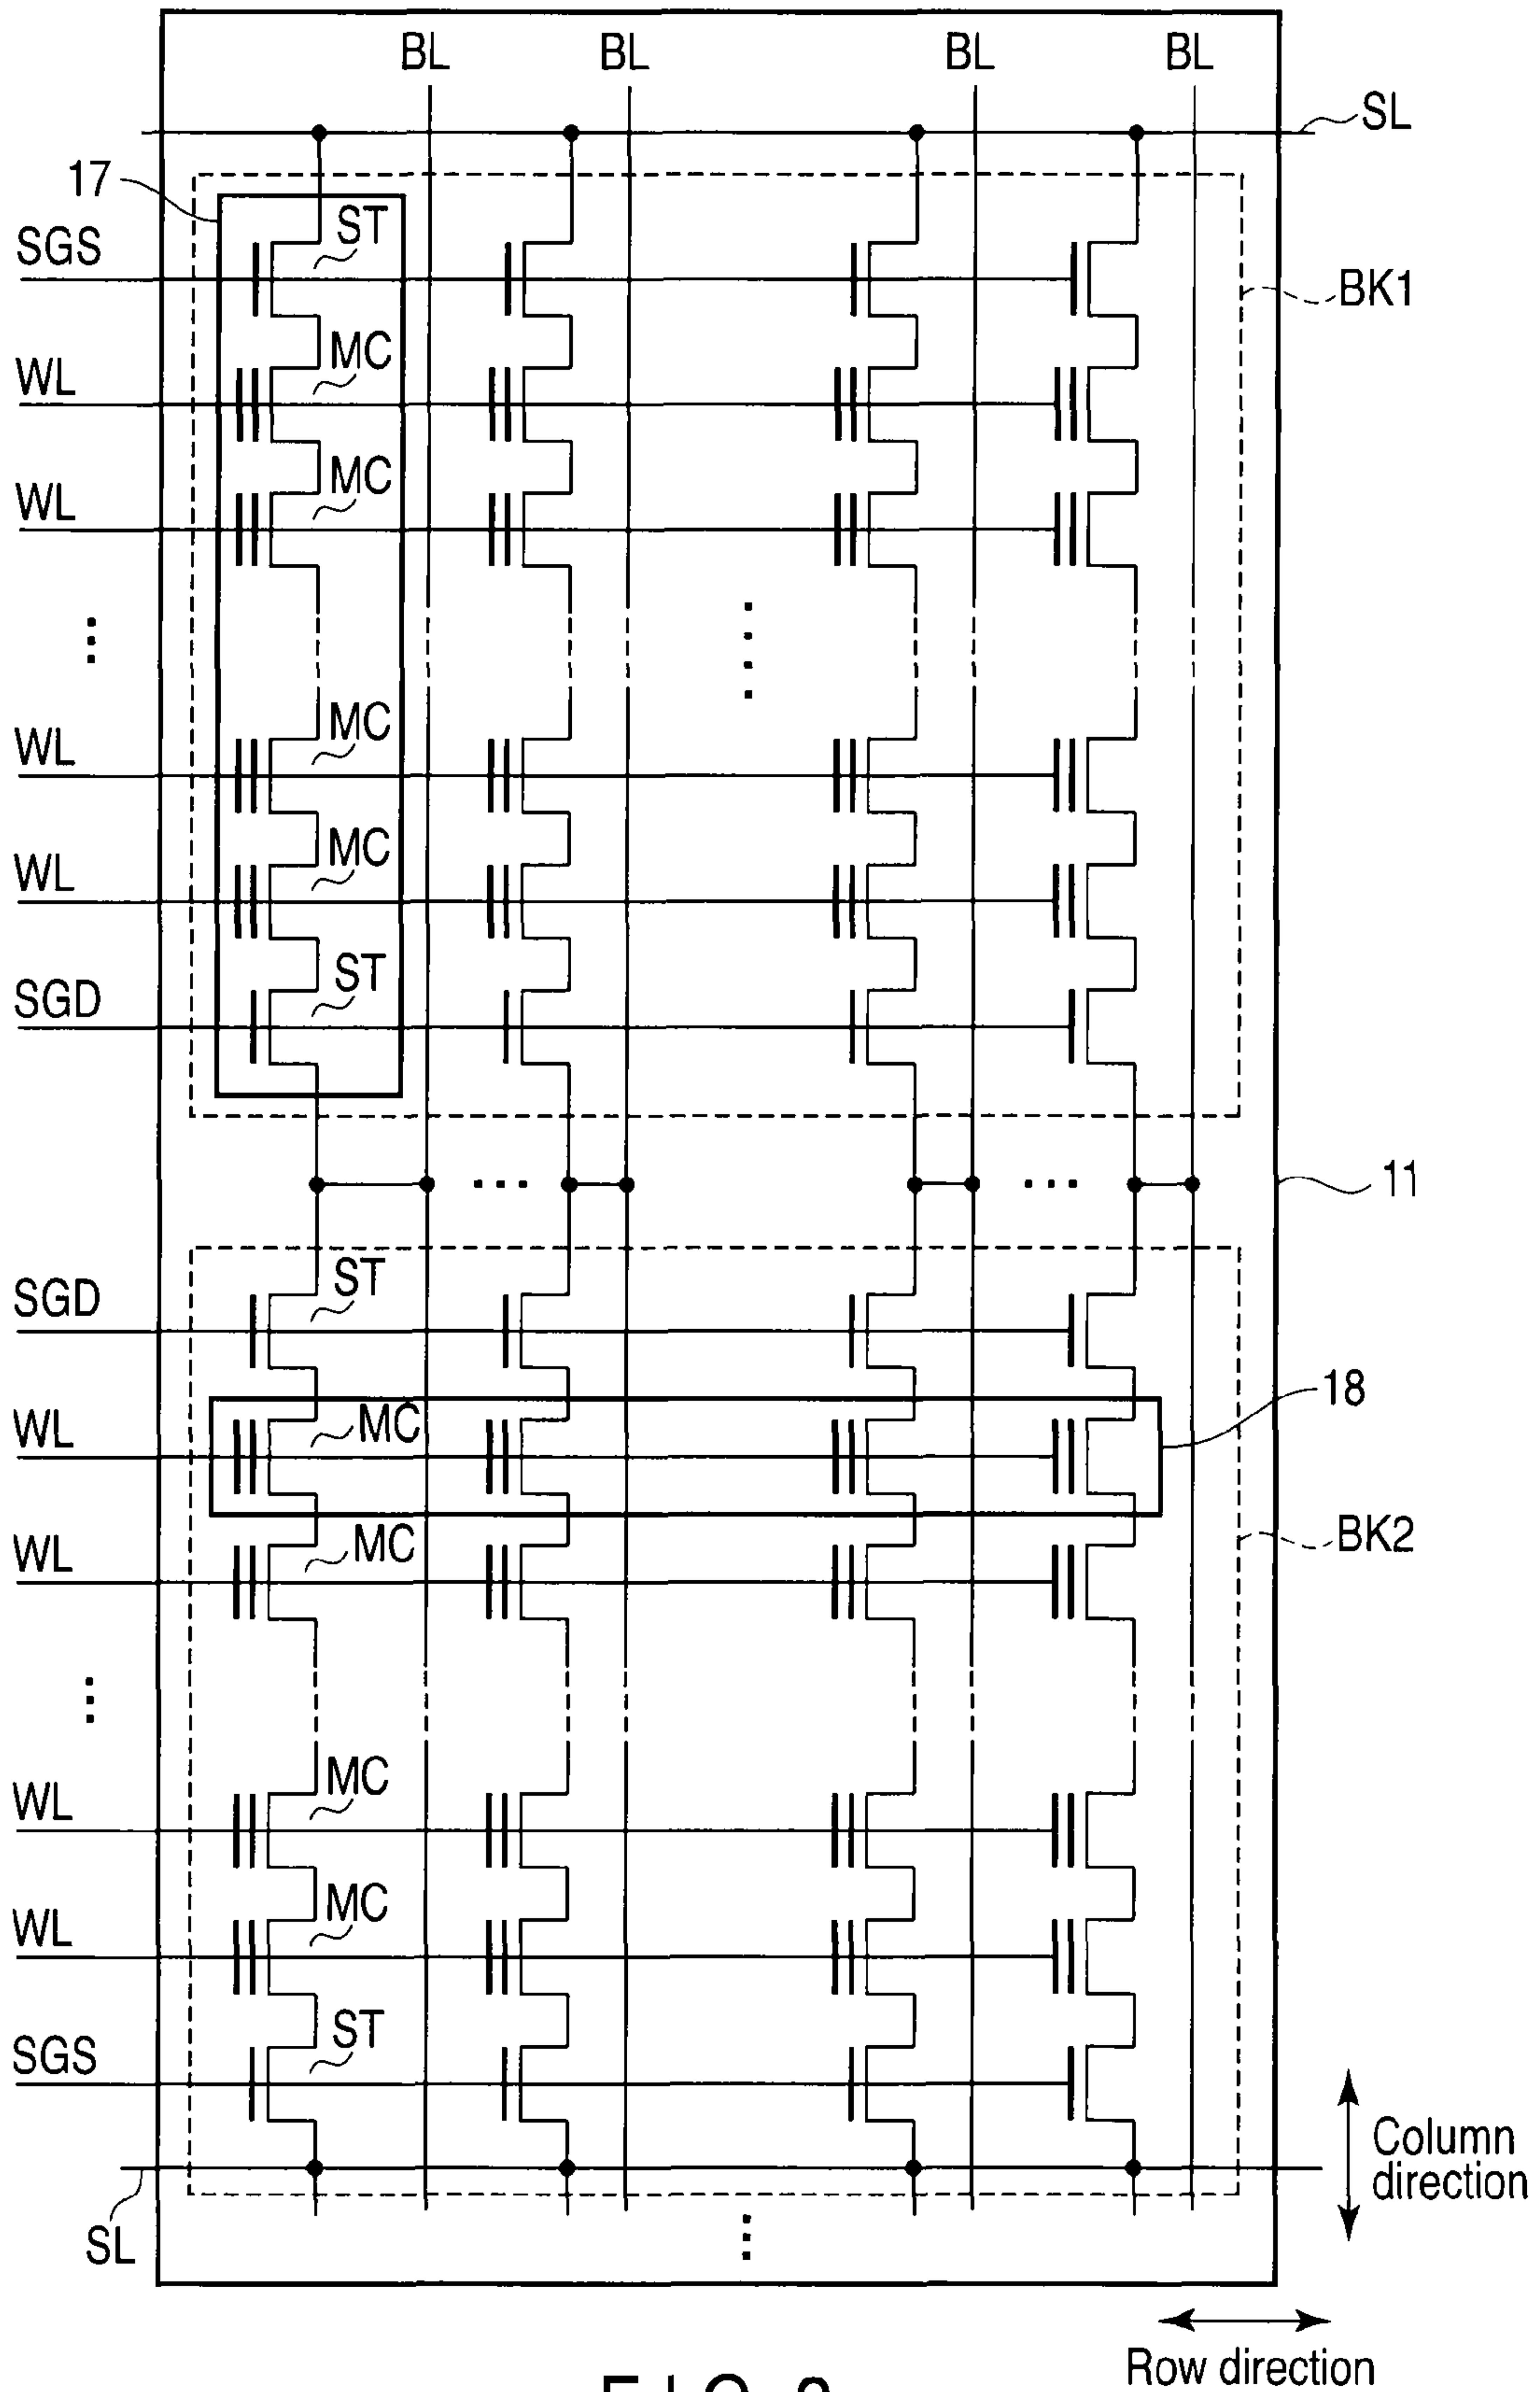 BL BL BL BL
SL
17
ST
SGS
BK1
MC
WL
MC
WL
MC
WL
MC
WL
ST
SGD
11
ST
SGD
18
MC
WL
BK2
MC
WL
MC
WL
MC
WL
ST
SGS
Column
direction
SL
Row direction
FIG.